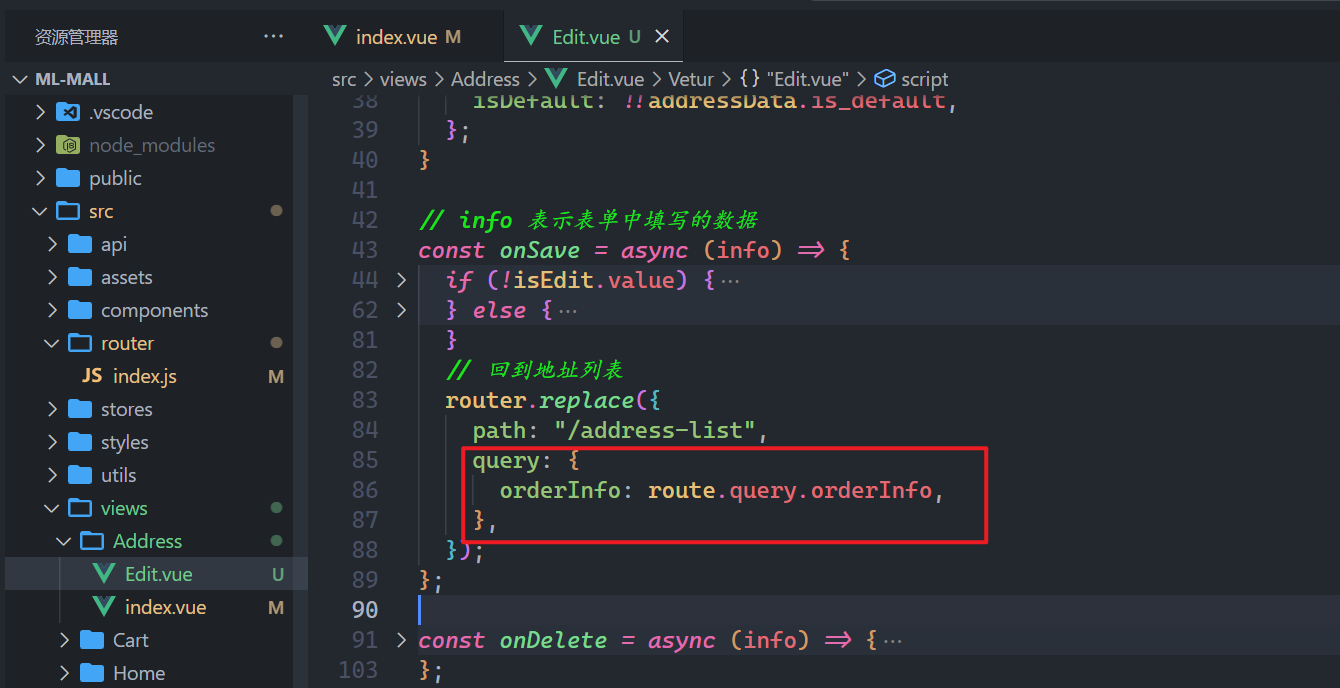 资源管理器
···
index.vue M
Edit.vue U ×
ML-MALL
src > views > Address > Edit.vue > Vetur > {} "Edit.vue" > script
.vscode
node_modules
public
src
api
assets
components
router
JS index.js M
stores
styles
utils
views
Address
Edit.vue U
index.vue M
Cart
Home
38 isDefault: !!addressData.is_default,
39 };
40 }
41
42 // info 表示表单中填写的数据
43 const onSave = async (info) => {
44 if (!isEdit.value) {···
62 } else {···
81 }
82 // 回到地址列表
83 router.replace({
84 path: "/address-list",
85 query: {
86 orderInfo: route.query.orderInfo,
87 },
88 });
89 };
90
91 const onDelete = async (info) => {···
103 };